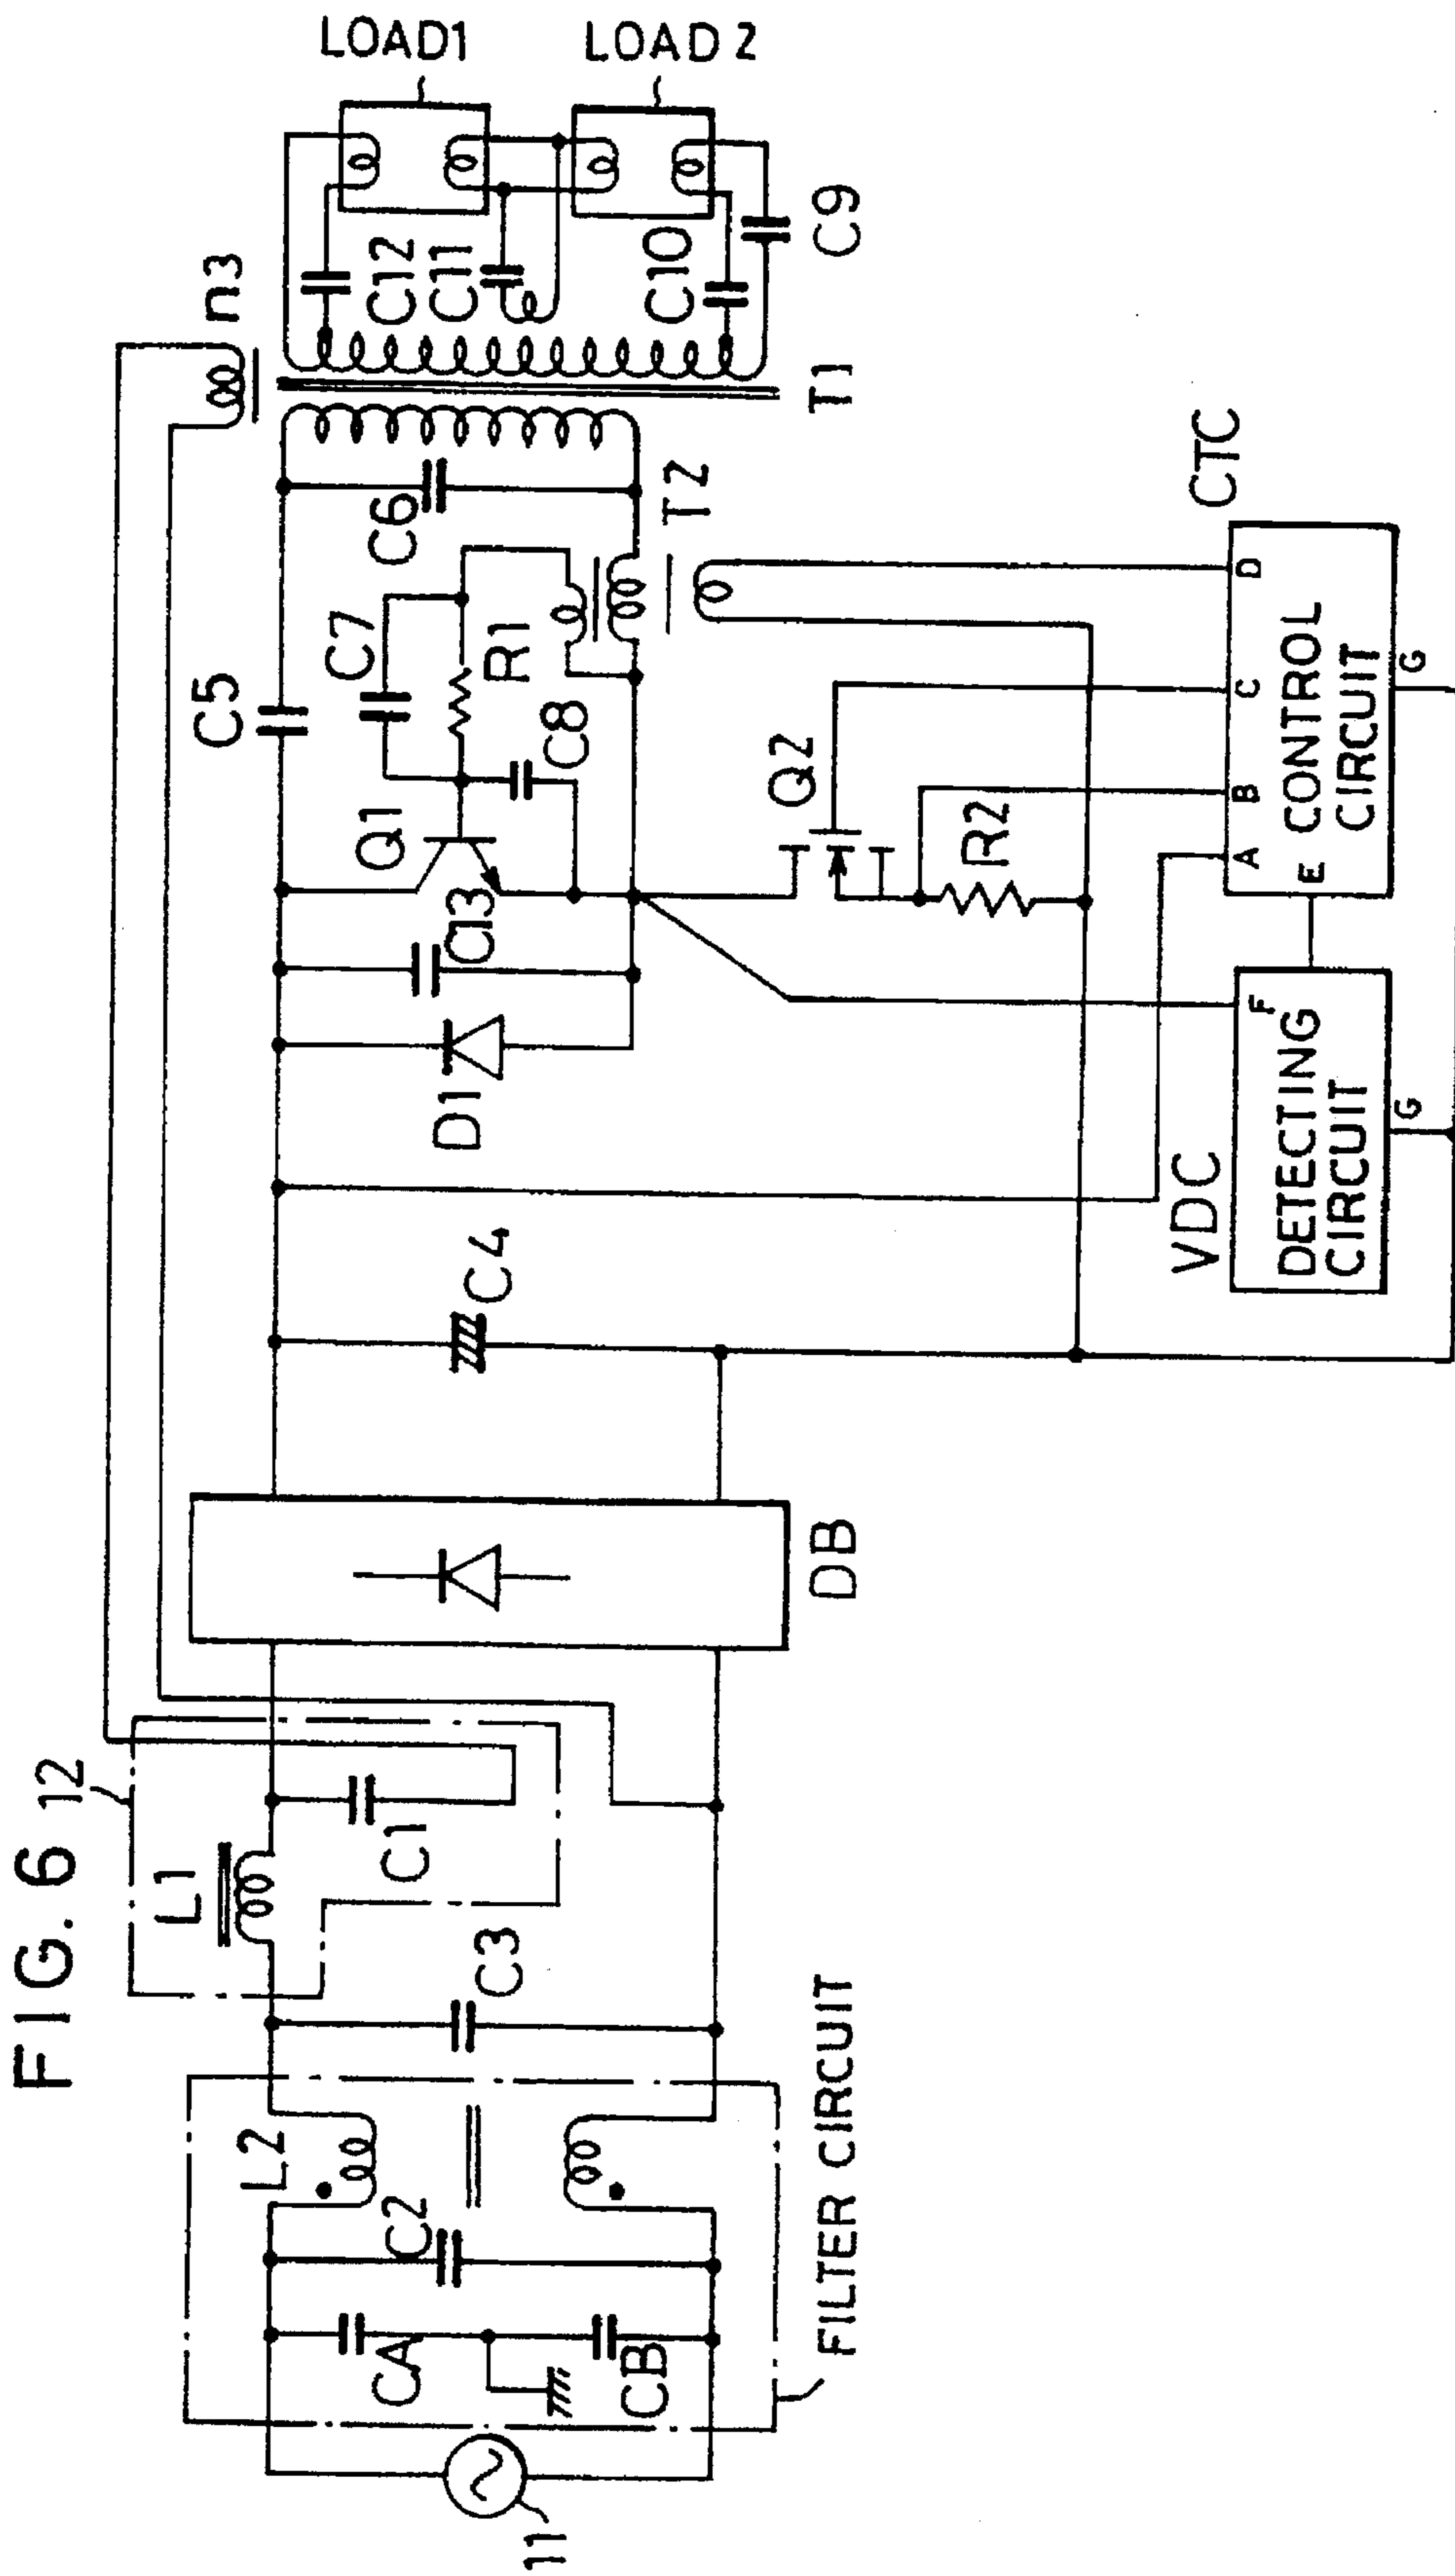 FIG. 6
12
L1
C1
C3
L2
C2
CA
CB
11
FILTER CIRCUIT
DB
C4
D1
C13
Q1
C5
C7
R1
C8
C6
T2
n3
T1
C12
C11
C10
C9
LOAD1
LOAD 2
Q2
R2
VDC
DETECTING
CIRCUIT
F
G
CTC
CONTROL
CIRCUIT
A
B
C
D
E
G